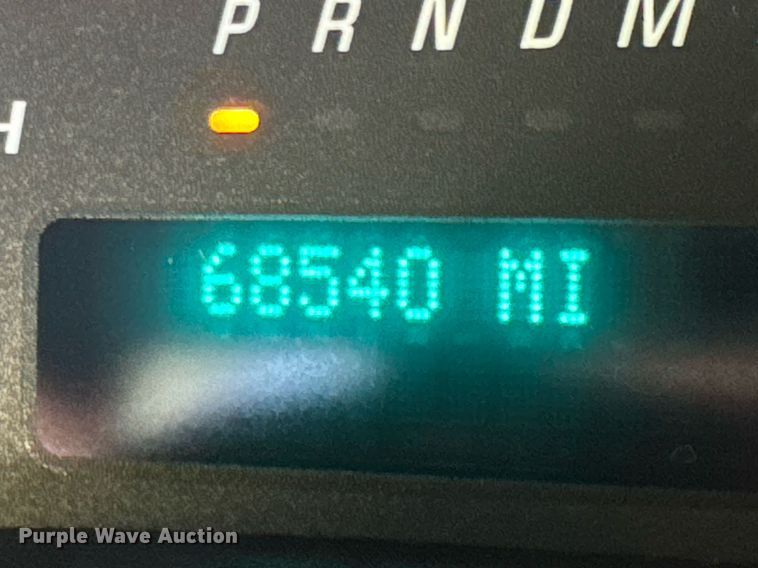 P R N D M
H
68540 MI
Purple Wave Auction